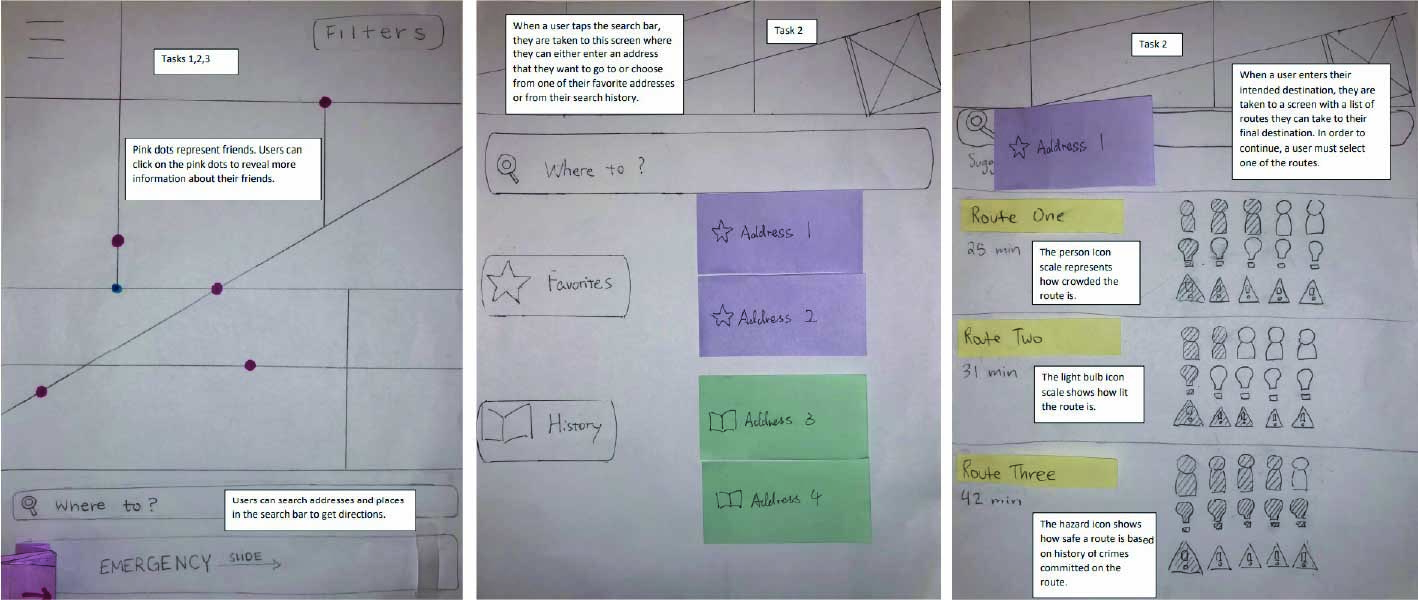 Filters
Tasks 1,2,3
Pink dots represent friends. Users can
click on the pink dots to reveal more
information about their friends.
Where to?
Users can search addresses and places
in the search bar to get directions.
EMERGENCY SLIDE
When a user taps the search bar,
they are taken to this screen where
they can either enter an address
that they want to go to or choose
from one of their favorite addresses
or from their search history.
Task 2
Where to ?
Favorites
Address 1
Address 2
History
Address 3
Address 4
Task 2
When a user enters their
intended destination, they are
taken to a screen with a list of
routes they can take to their
final destination. In order to
continue, a user must select
one of the routes.
Address 1
Sugg
Route One
25 min
The person icon
scale represents
how crowded the
route is.
Route Two
31 min
The light bulb icon
scale shows how lit
the route is.
Route Three
42 min
The hazard icon shows
how safe a route is based
on history of crimes
committed on the
route.